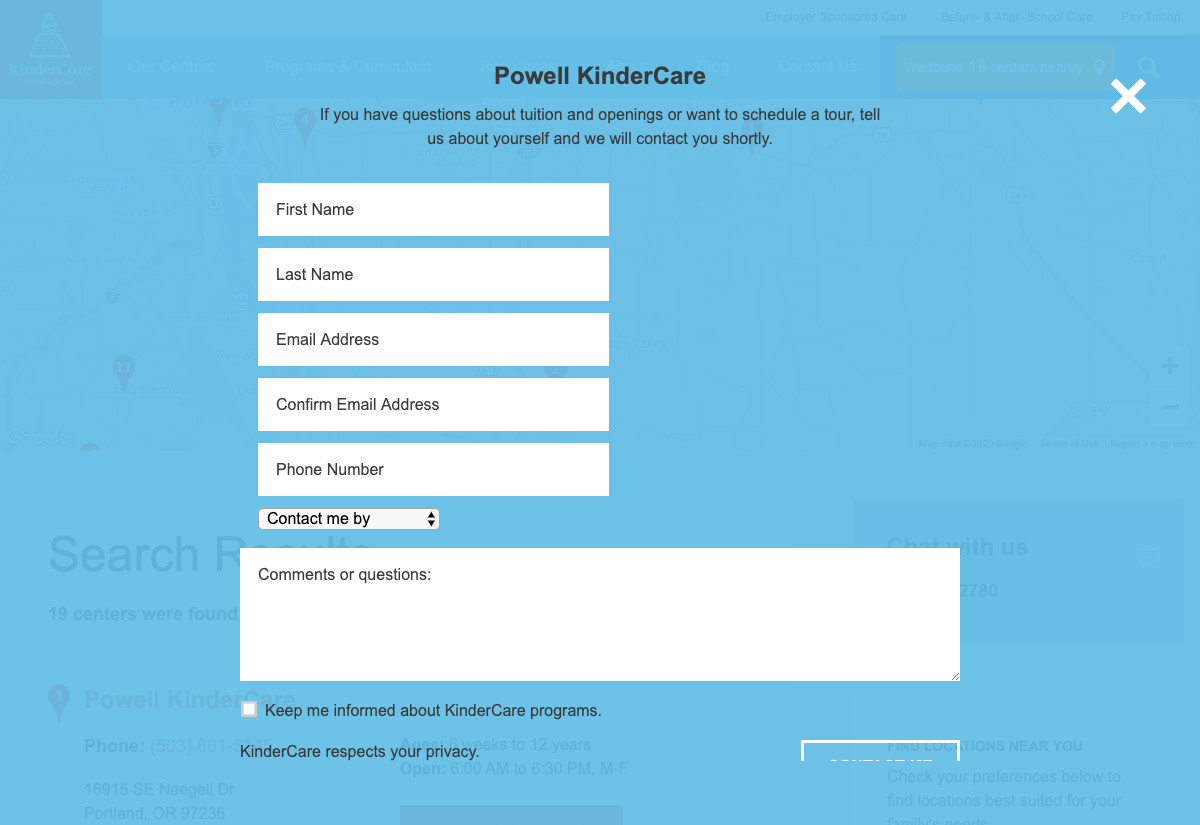 Employer Sponsored Care
Before- & After- School Care
Pay Tuition
KinderCare
Our Centers
Programs & Curriculum
Blog
Contact Us
We found 19 centers nearby
Powell KinderCare
If you have questions about tuition and openings or want to schedule a tour, tell
us about yourself and we will contact you shortly.
4
First Name
Last Name
Email Address
Confirm Email Address
Phone Number
11
Boring
Map data ©2020 Google
Terms of Use
Report a map error
Contact me by
Search Results
Chat with us
Comments or questions:
2780
19 centers were found
1
Powell KinderCare
Keep me informed about KinderCare programs.
Phone: (503) 661-5145
Ages: 6 weeks to 12 years
KinderCare respects your privacy.
FIND LOCATIONS NEAR YOU
CONTACT ME
Open: 6:00 AM to 6:30 PM, M-F
Check your preferences below to
16915 SE Naegeli Dr
find locations best suited for your
Portland, OR 97236
family's needs